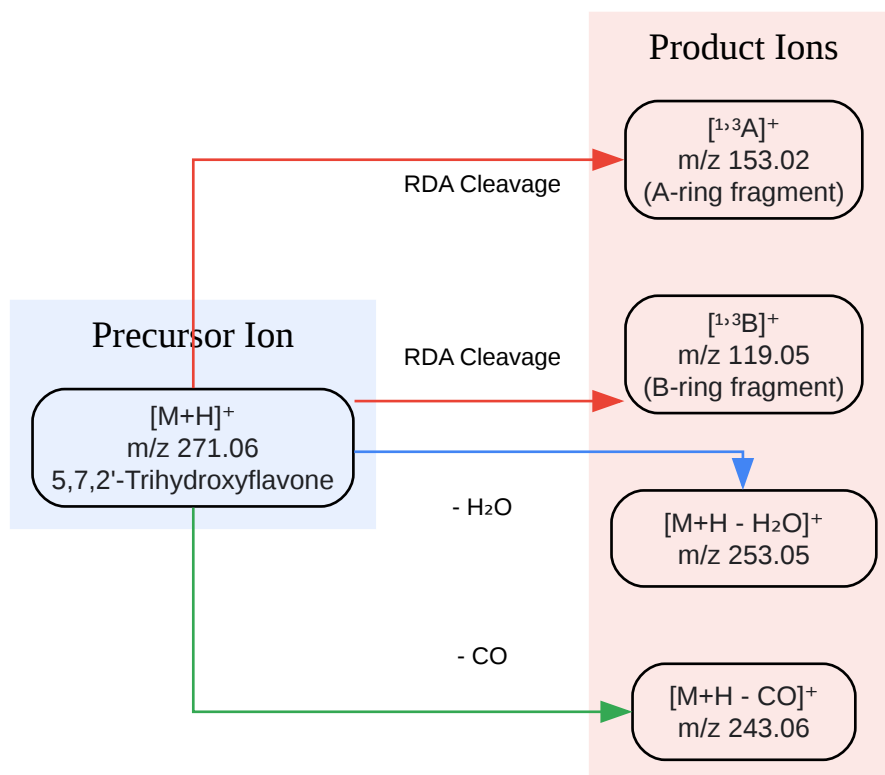 Product Ions
[¹˒³A]⁺
m/z 153.02
(A-ring fragment)
RDA Cleavage
[¹˒³B]⁺
m/z 119.05
(B-ring fragment)
RDA Cleavage
Precursor Ion
[M+H]⁺
m/z 271.06
5,7,2'-Trihydroxyflavone
- H₂O
[M+H - H₂O]⁺
m/z 253.05
- CO
[M+H - CO]⁺
m/z 243.06